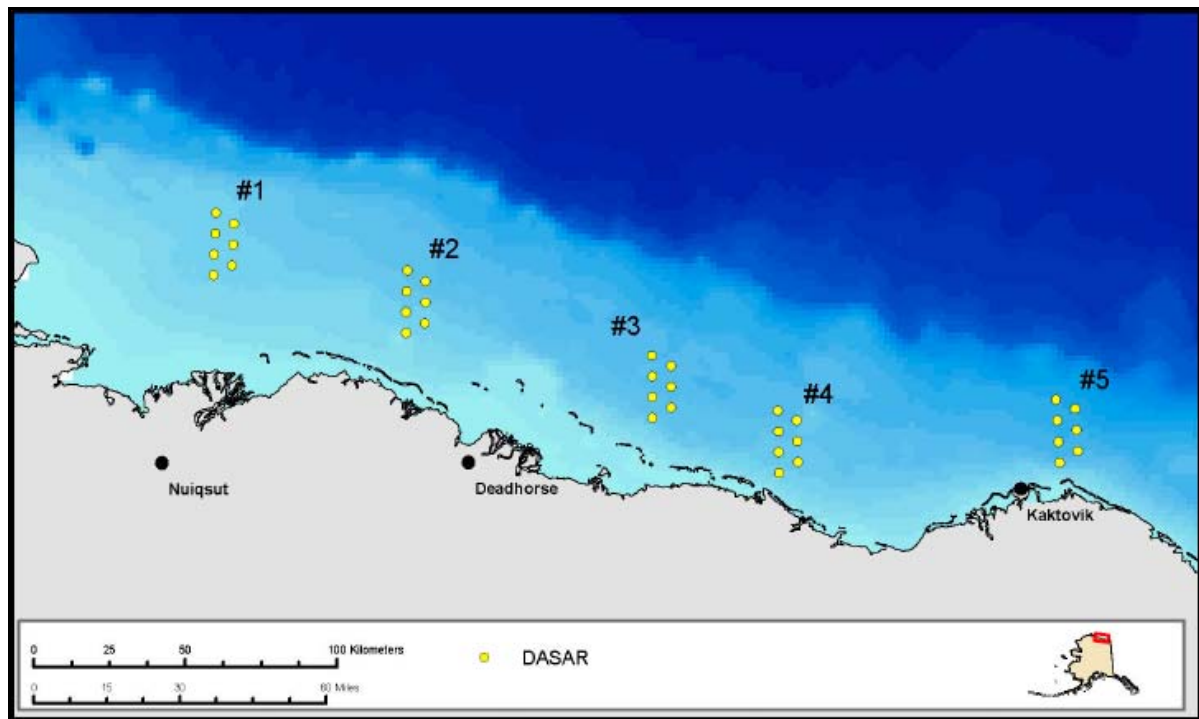 #1
#2
#3
#4
#5
Nuiqsut
Deadhorse
Kaktovik
0 25 50 100 Kilometers
0 15 30 60 Miles
DASAR